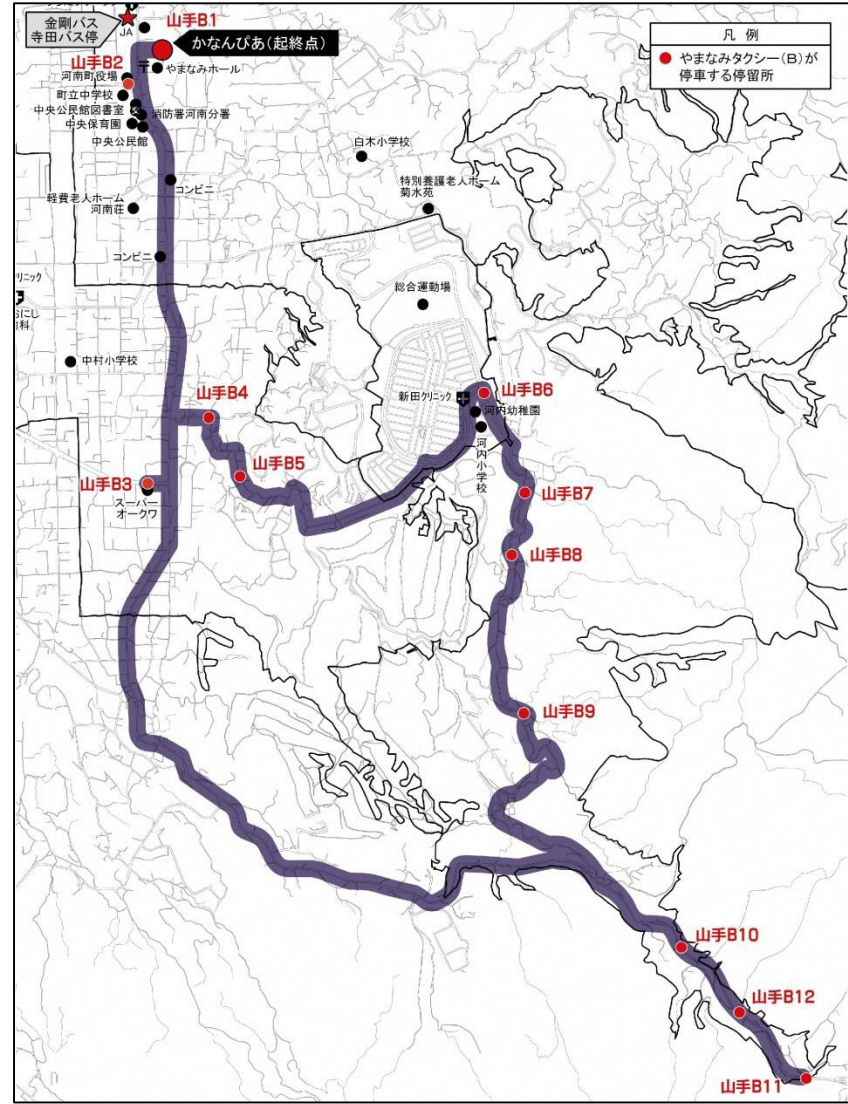 金剛バス
寺田バス停
JA
山手B1
かなんぴあ(起終点)
やまなみホール
山手B2
河南町役場
町立中学校
中央公民館図書室
消防署河南分署
中央保育園
中央公民館
凡 例
やまなみタクシー(B)が
停車する停留所
白木小学校
コンビニ
軽費老人ホーム
河南荘
特別養護老人ホーム
菊水苑
コンビニ
総合運動場
中村小学校
新田クリニック
山手B6
河内幼稚園
河内小学校
山手B4
山手B5
山手B3
スーパー
オークワ
山手B7
山手B8
山手B9
山手B10
山手B12
山手B11